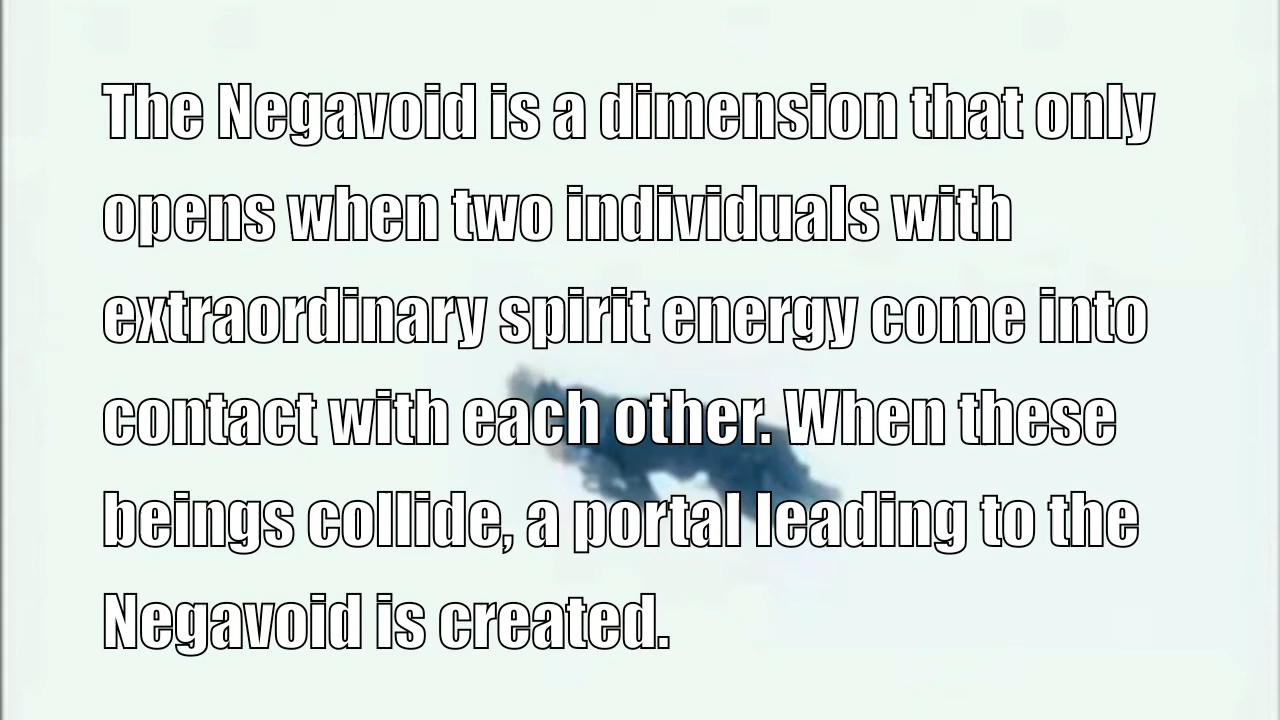 The Negavoid is a dimension that only
opens when two individuals with
extraordinary spirit energy come into
contact with each other. When these
beings collide, a portal leading to the
Negavoid is created.